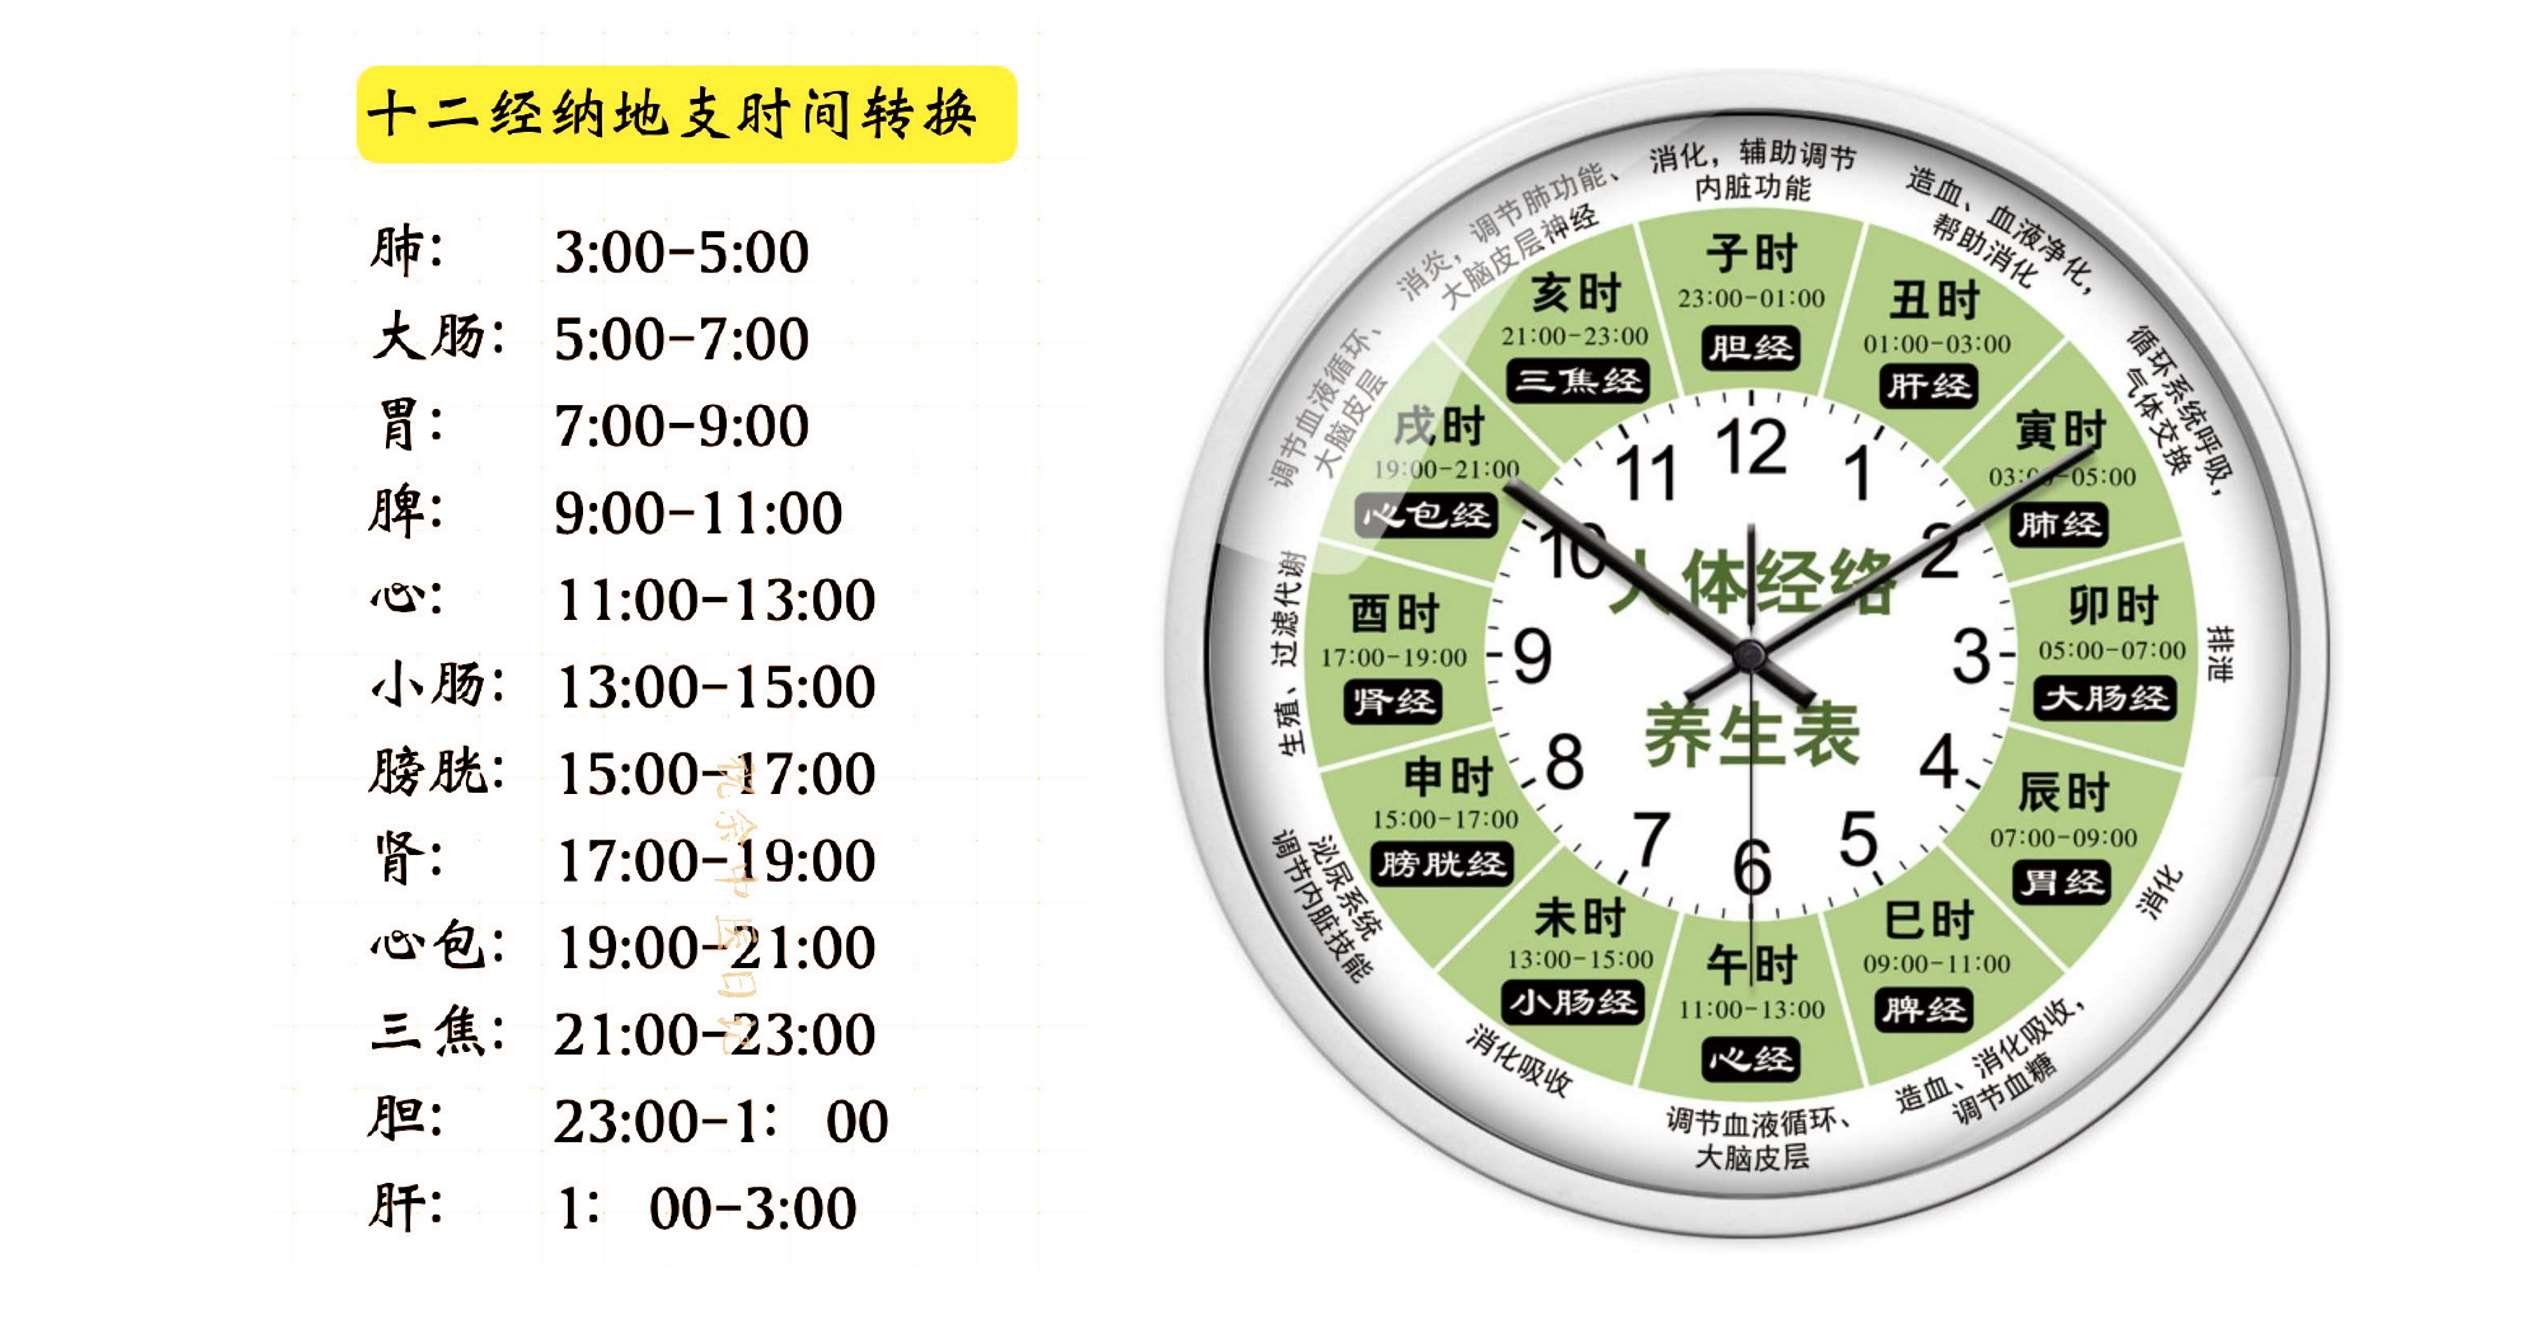 十二经纳地支时间转换
肺: 3:00-5:00
大肠: 5:00-7:00
胃: 7:00-9:00
脾: 9:00-11:00
心: 11:00-13:00
小肠: 13:00-15:00
膀胱: 15:00-17:00
肾: 17:00-19:00
心包: 19:00-21:00
三焦: 21:00-23:00
胆: 23:00-1: 00
肝: 1: 00-3:00
消化，辅助调节
内脏功能
子时
23:00-01:00
胆经
造血、血液净化，
帮助消化
丑时
01:00-03:00
肝经
循环系统呼吸，
气体交换
寅时
03:00-05:00
肺经
排泄
卯时
05:00-07:00
大肠经
消化
辰时
07:00-09:00
胃经
造血、消化吸收，
调节血糖
巳时
09:00-11:00
脾经
调节血液循环、
大脑皮层
午时
11:00-13:00
心经
消化吸收
未时
13:00-15:00
小肠经
泌尿系统
调节内脏技能
申时
15:00-17:00
膀胱经
生殖、过滤代谢
酉时
17:00-19:00
肾经
调节血液循环、
大脑皮层
戌时
19:00-21:00
心包经
消炎，调节肺功能、
大脑皮层神经
亥时
21:00-23:00
三焦经
12
1
2
3
4
5
6
7
8
9
10
11
人体经络
养生表